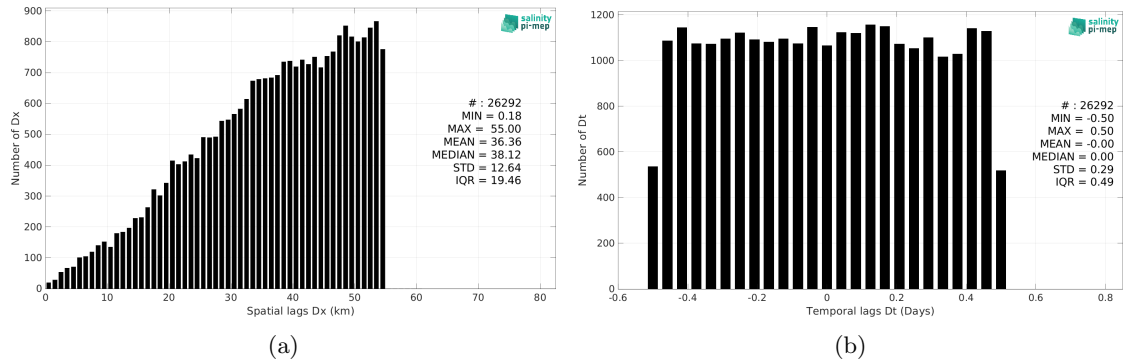 900
800
700
600
500
400
300
200
100
0
Number of Dx
0
10
20
30
40
50
60
70
80
Spatial lags Dx (km)
salinity
pi-mep
# : 26292
MIN = 0.18
MAX = 55.00
MEAN = 36.36
MEDIAN = 38.12
STD = 12.64
IQR = 19.46
(a)
1200
1000
800
600
400
200
0
Number of Dt
-0.6
-0.4
-0.2
0
0.2
0.4
0.6
0.8
Temporal lags Dt (Days)
salinity
pi-mep
# : 26292
MIN = -0.50
MAX = 0.50
MEAN = -0.00
MEDIAN = 0.00
STD = 0.29
IQR = 0.49
(b)